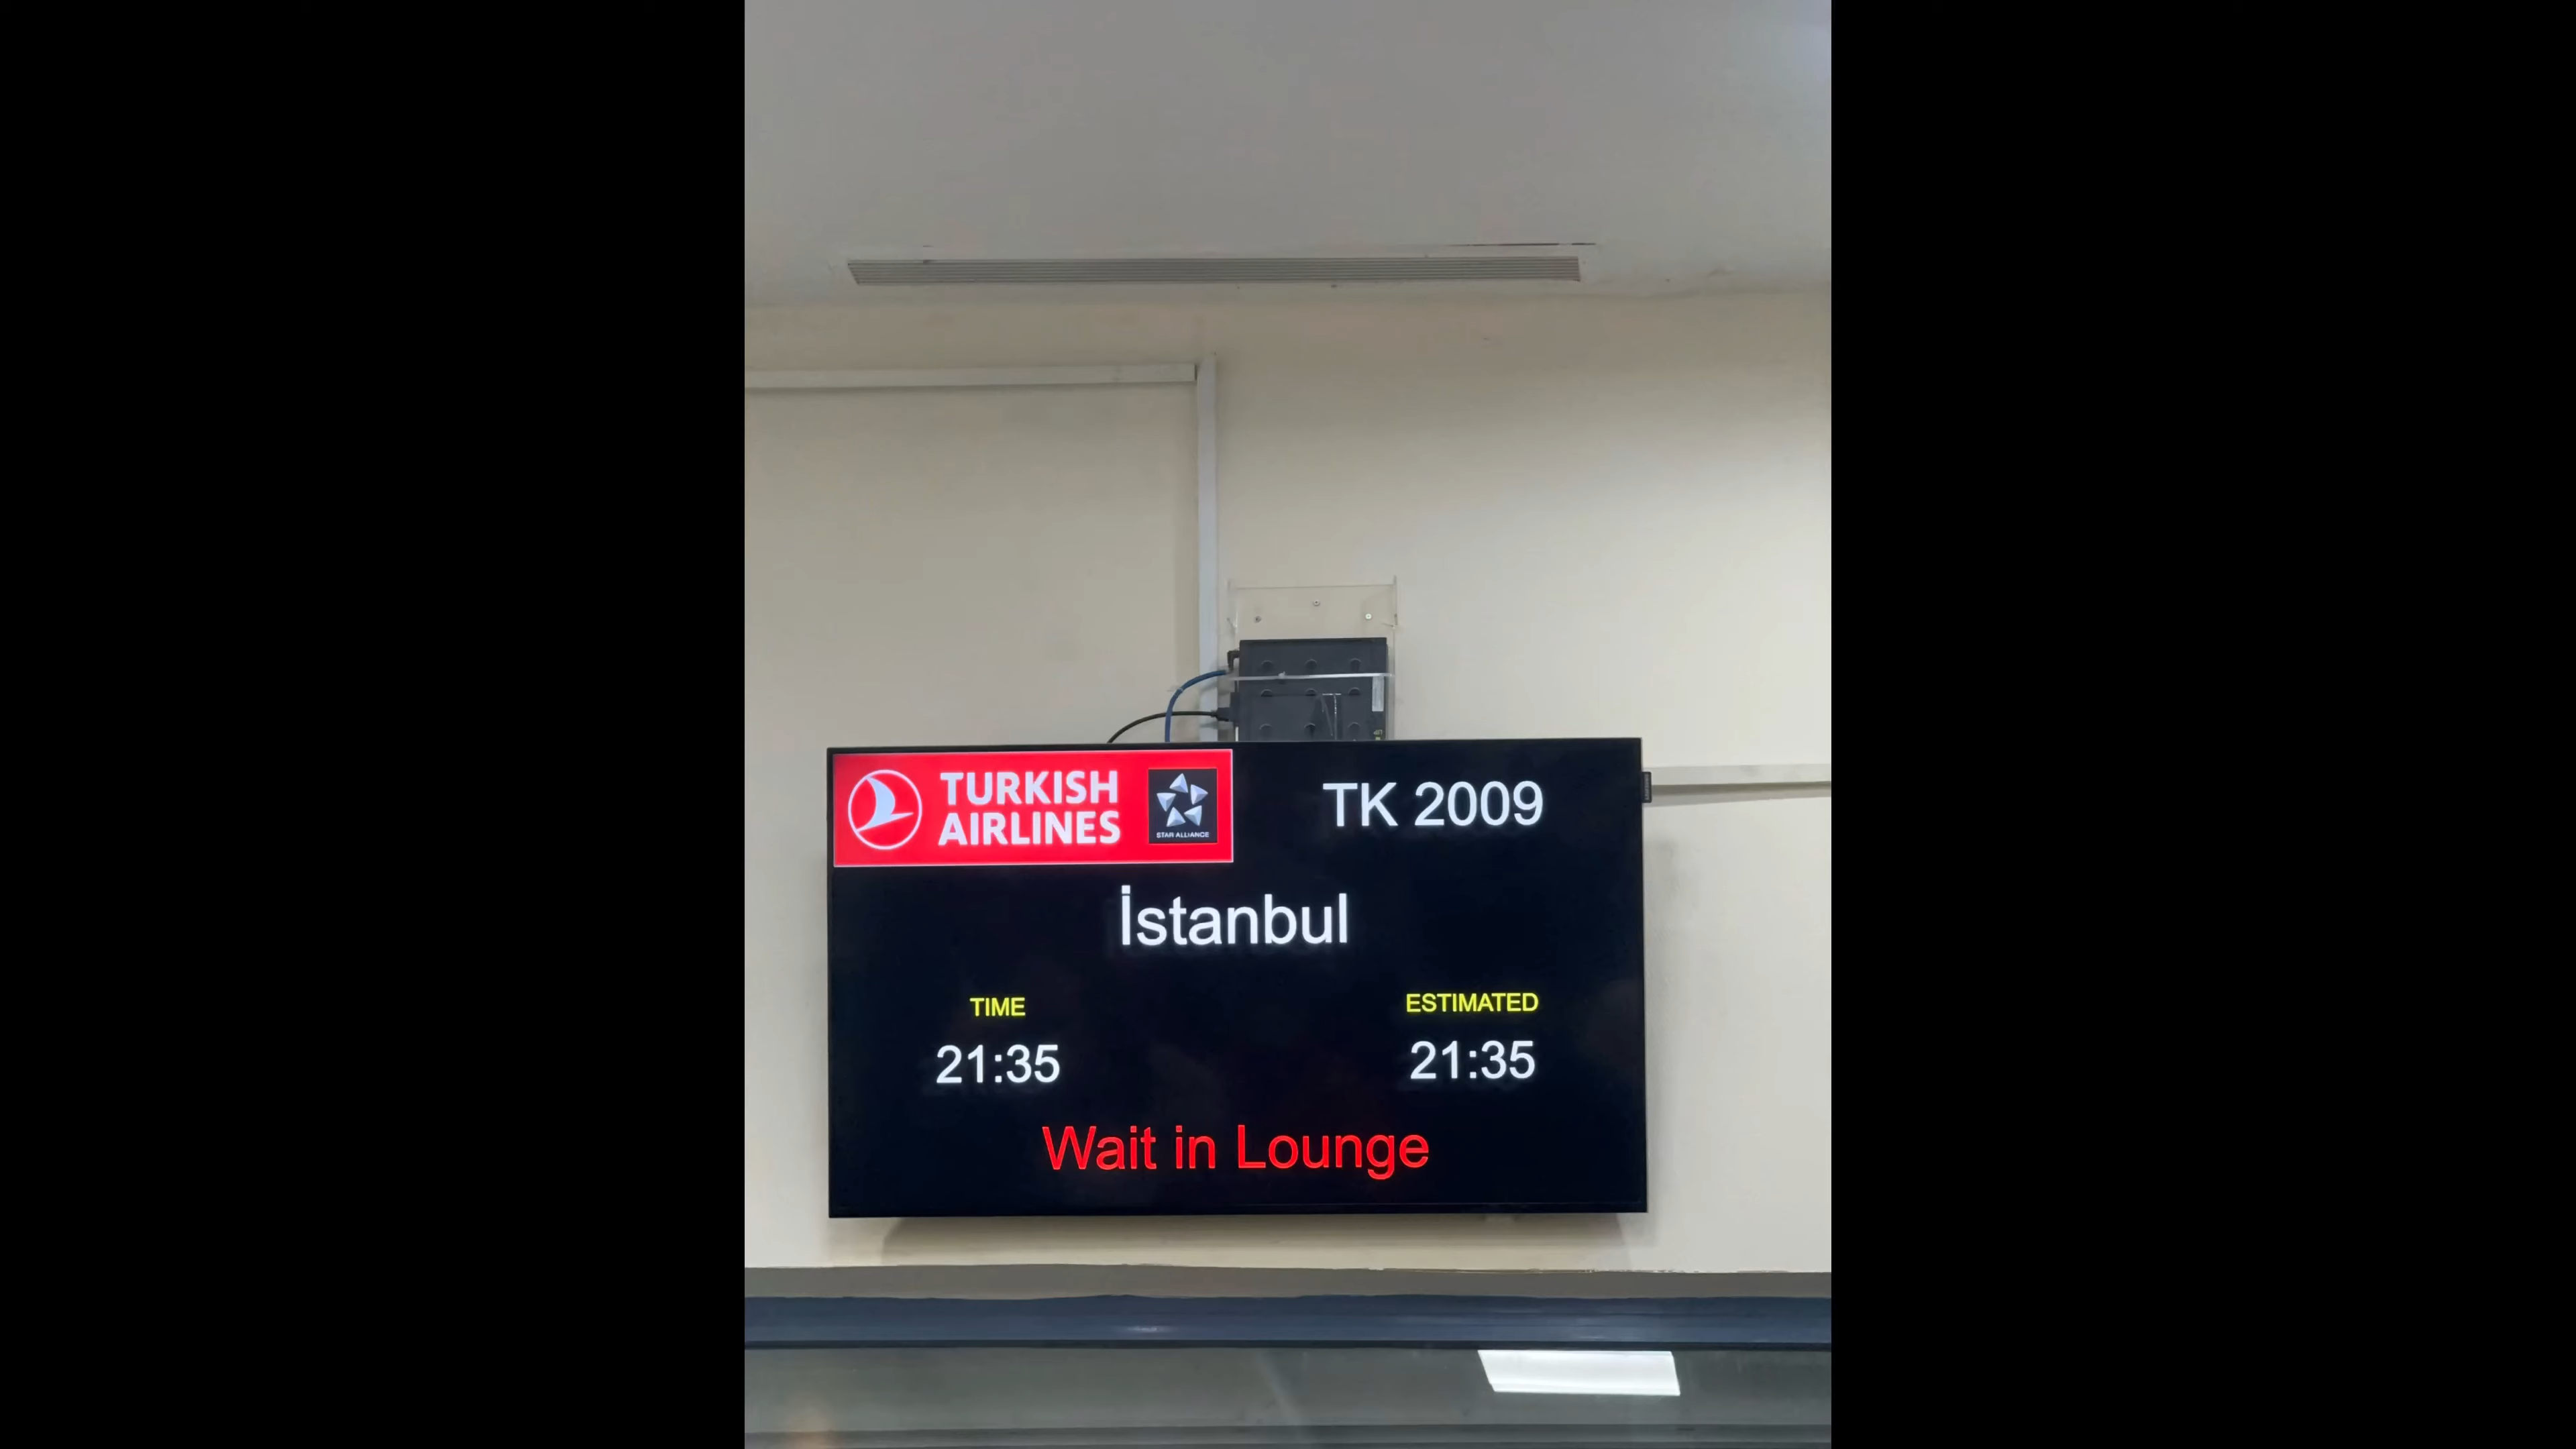 TURKISH
AIRLINES
STAR ALLIANCE
TK 2009
İstanbul
TIME
ESTIMATED
21:35
21:35
Wait in Lounge